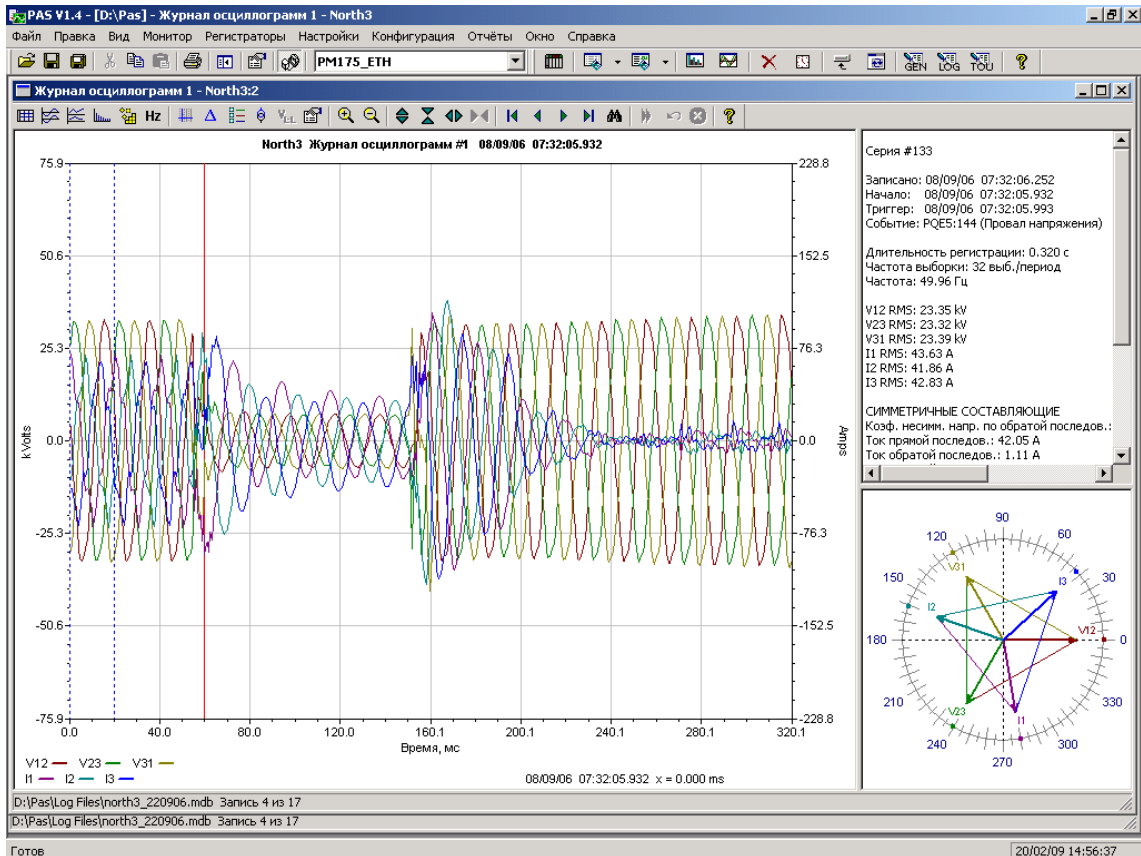 PAS V1.4 - [D:\Pas] - Журнал осциллограмм 1 - North3
Файл Правка Вид Монитор Регистраторы Настройки Конфигурация Отчёты Окно Справка
PM175_ETH
GEN LOG TOU
Журнал осциллограмм 1 - North3:2
Hz
North3 Журнал осциллограмм #1 08/09/06 07:32:05.932
75.9
50.6
25.3
0.0
-25.3
-50.6
-75.9
kVolts
228.8
152.5
76.3
0.0
-76.3
-152.5
-228.8
Amps
0.0 40.0 80.0 120.0 160.1 200.1 240.1 280.1 320.1
Время, мс
V12 V23 V31
I1 I2 I3
08/09/06 07:32:05.932 x = 0.000 ms
Серия #133
Записано: 08/09/06 07:32:06.252
Начало: 08/09/06 07:32:05.932
Триггер: 08/09/06 07:32:05.993
Событие: PQE5:144 (Провал напряжения)
Длительность регистрации: 0.320 с
Частота выборки: 32 выб./период
Частота: 49.96 Гц
V12 RMS: 23.35 kV
V23 RMS: 23.32 kV
V31 RMS: 23.39 kV
I1 RMS: 43.63 A
I2 RMS: 41.86 A
I3 RMS: 42.83 A
СИММЕТРИЧНЫЕ СОСТАВЛЯЮЩИЕ
Коэф. несимм. напр. по обратой последов.:
Ток прямой последов.: 42.05 A
Ток обратой последов.: 1.11 A
90
120 60
150 30
180 0
210 330
240 300
270
V31
I3
I2
V12
V23
I1
D:\Pas\Log Files\north3_220906.mdb Запись 4 из 17
D:\Pas\Log Files\north3_220906.mdb Запись 4 из 17
Готов
20/02/09 14:56:37